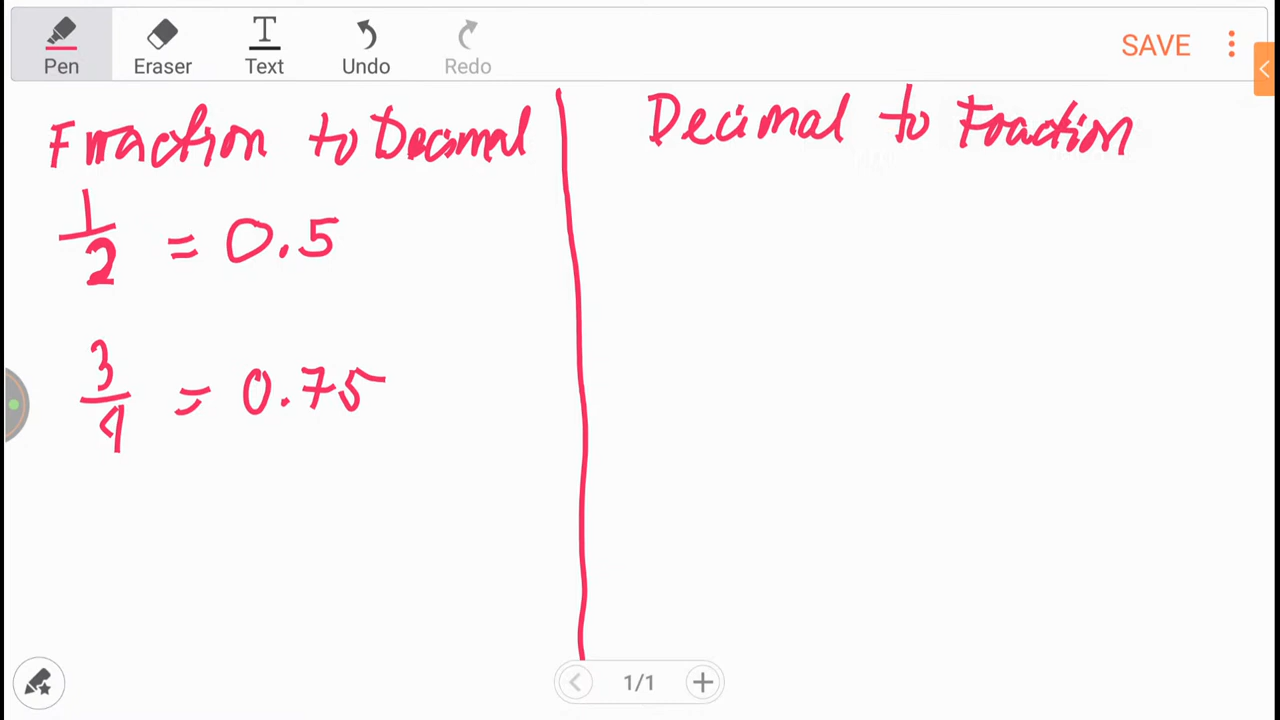 Pen Eraser Text Undo Redo SAVE
Fraction to Decimal
1/2 = 0.5
3/4 = 0.75
Decimal to Fraction
1/1